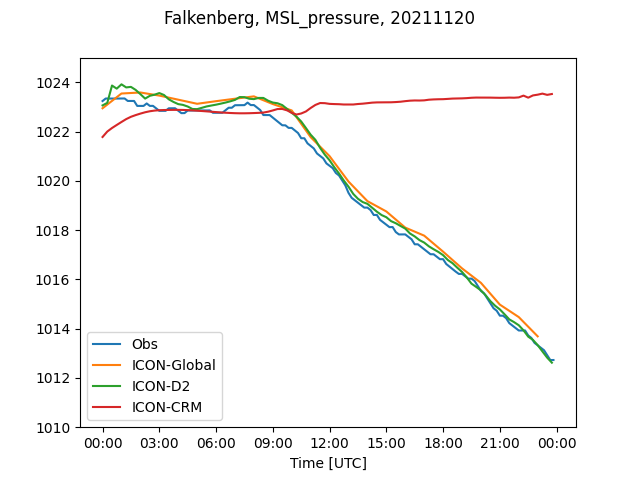 Falkenberg, MSL_pressure, 20211120
1024
1022
1020
1018
1016
1014
1012
1010
Obs
ICON-Global
ICON-D2
ICON-CRM
00:00 03:00 06:00 09:00 12:00 15:00 18:00 21:00 00:00
Time [UTC]